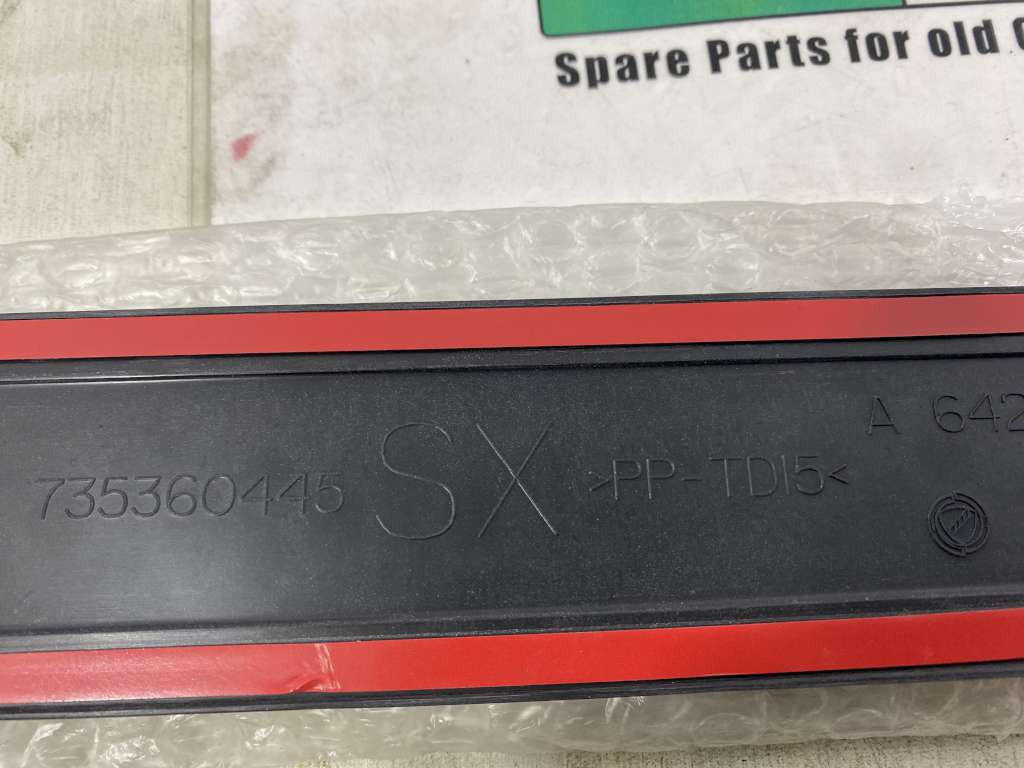 Spare Parts for old
A 642
735360445 SX >PP-TD15<